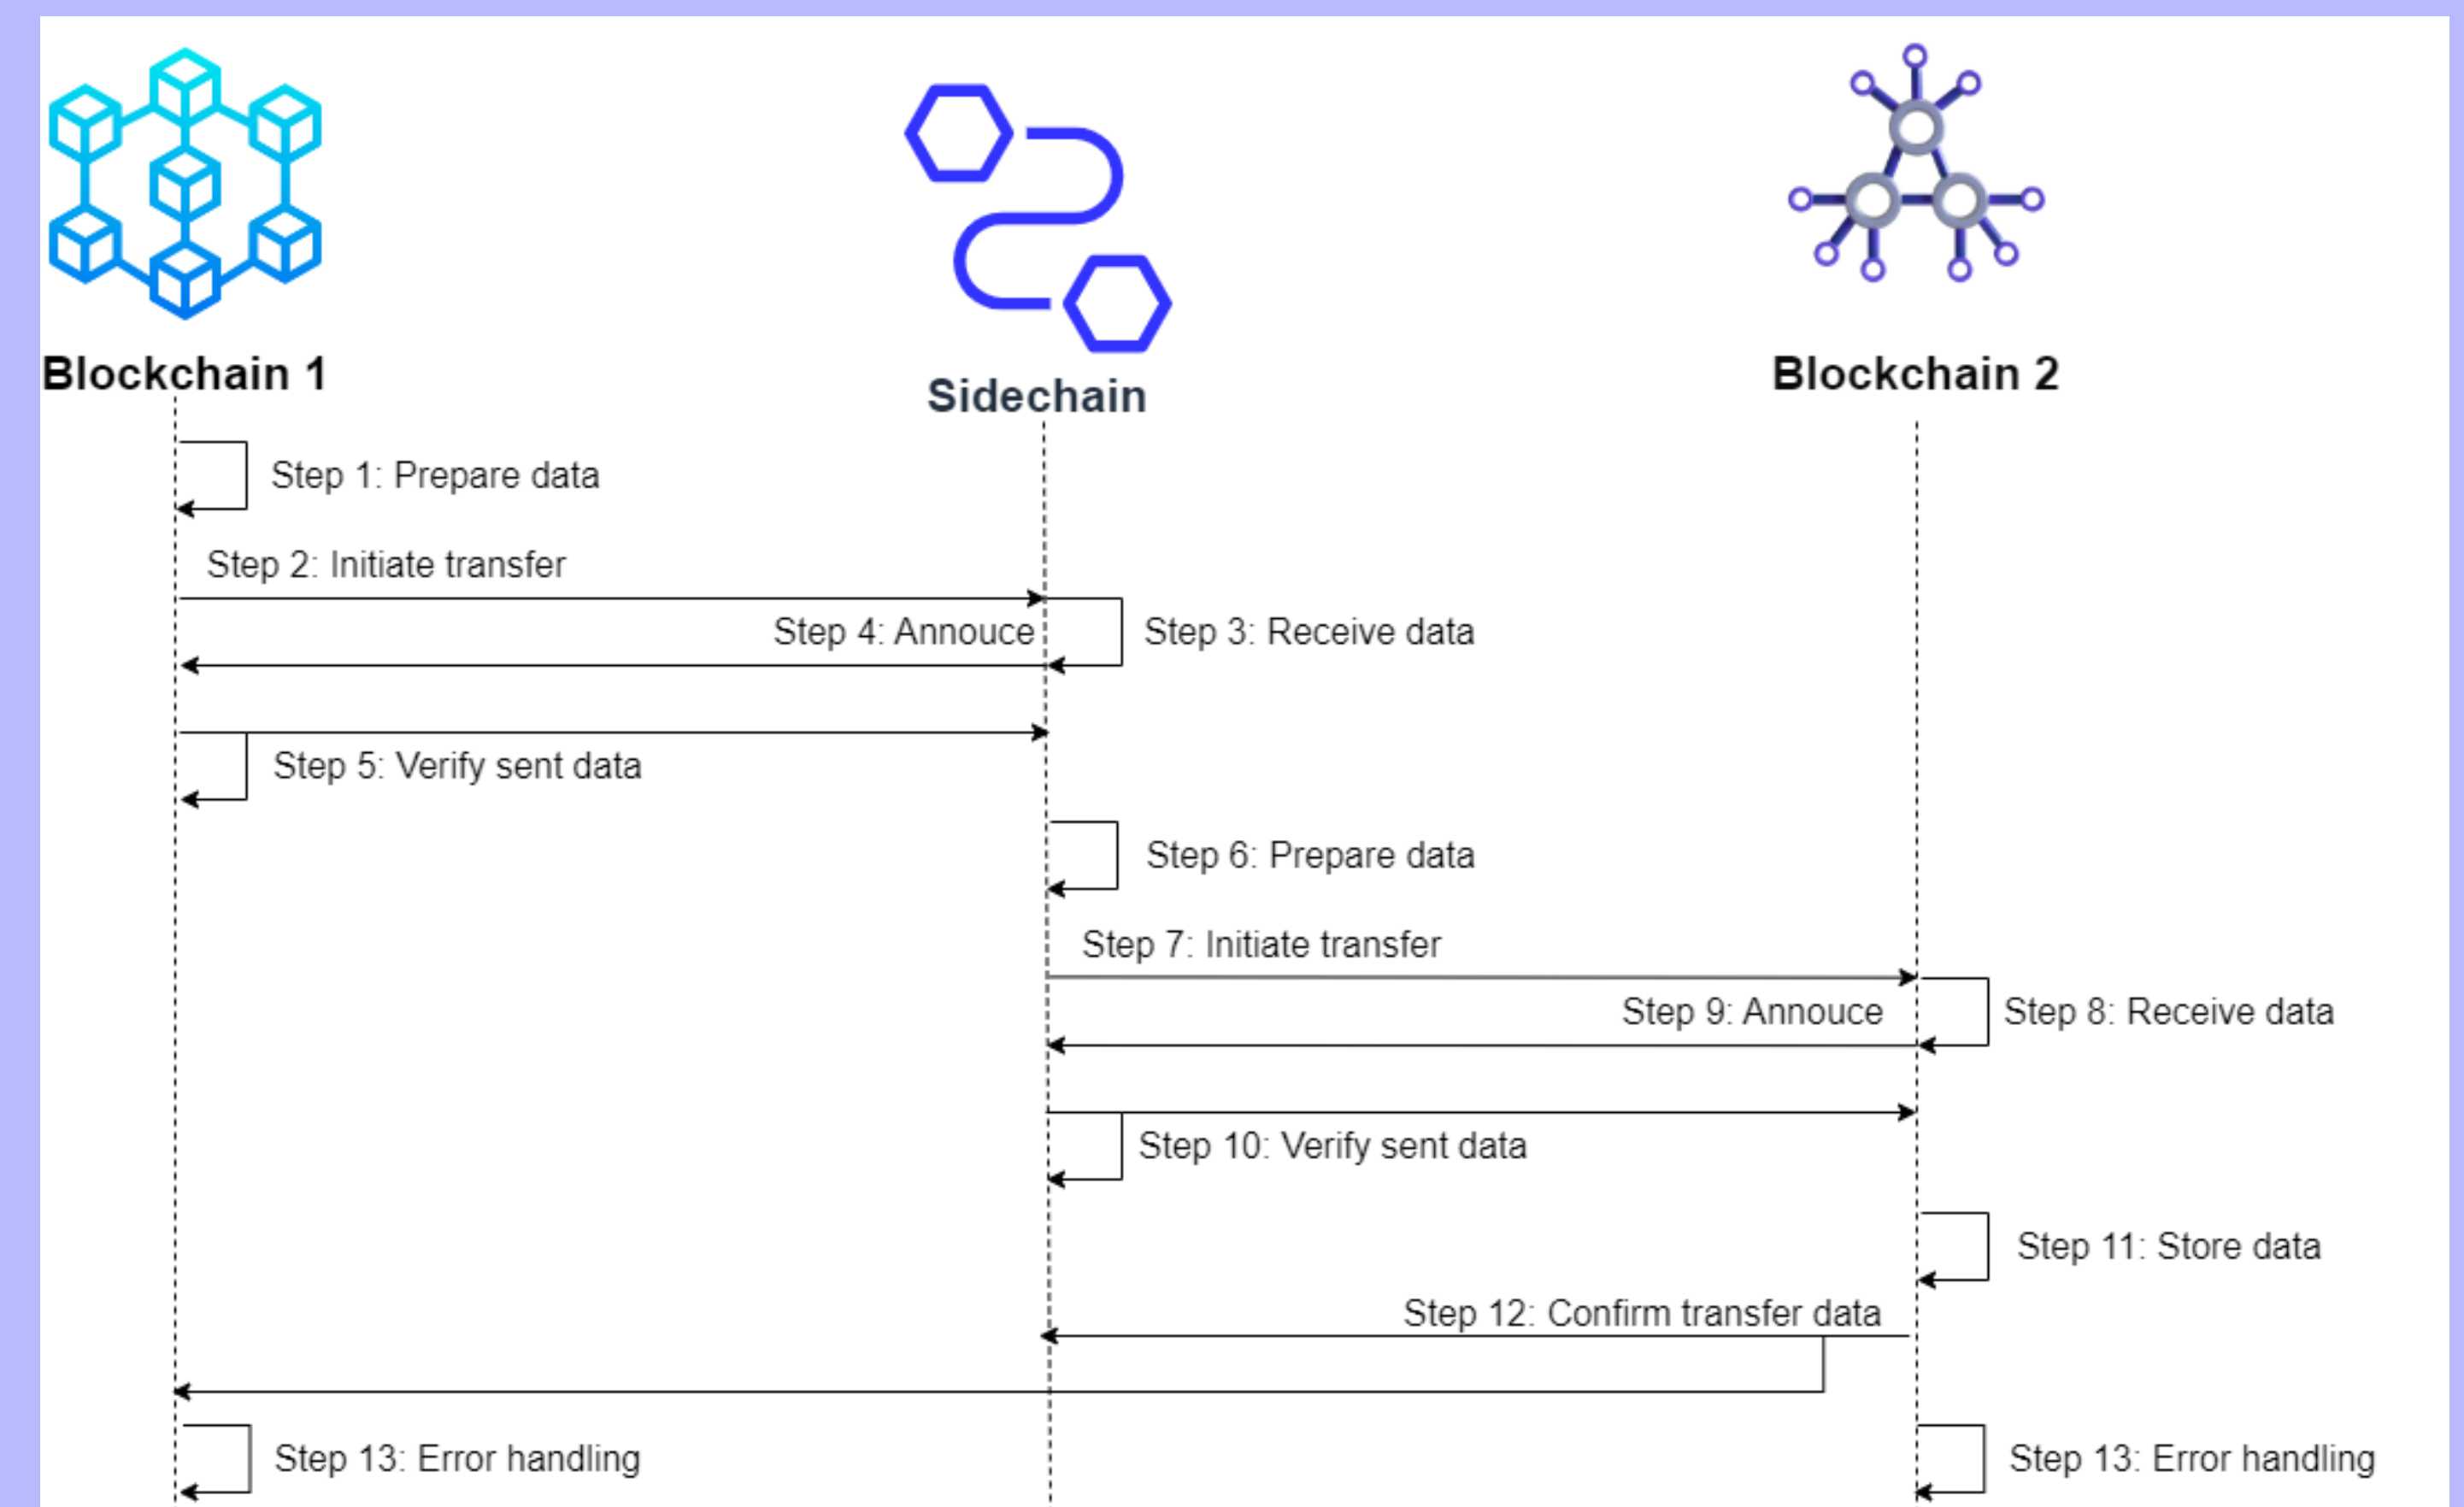 Blockchain 1
Sidechain
Blockchain 2
Step 1: Prepare data
Step 2: Initiate transfer
Step 4: Annouce
Step 3: Receive data
Step 5: Verify sent data
Step 6: Prepare data
Step 7: Initiate transfer
Step 9: Annouce
Step 8: Receive data
Step 10: Verify sent data
Step 11: Store data
Step 12: Confirm transfer data
Step 13: Error handling
Step 13: Error handling